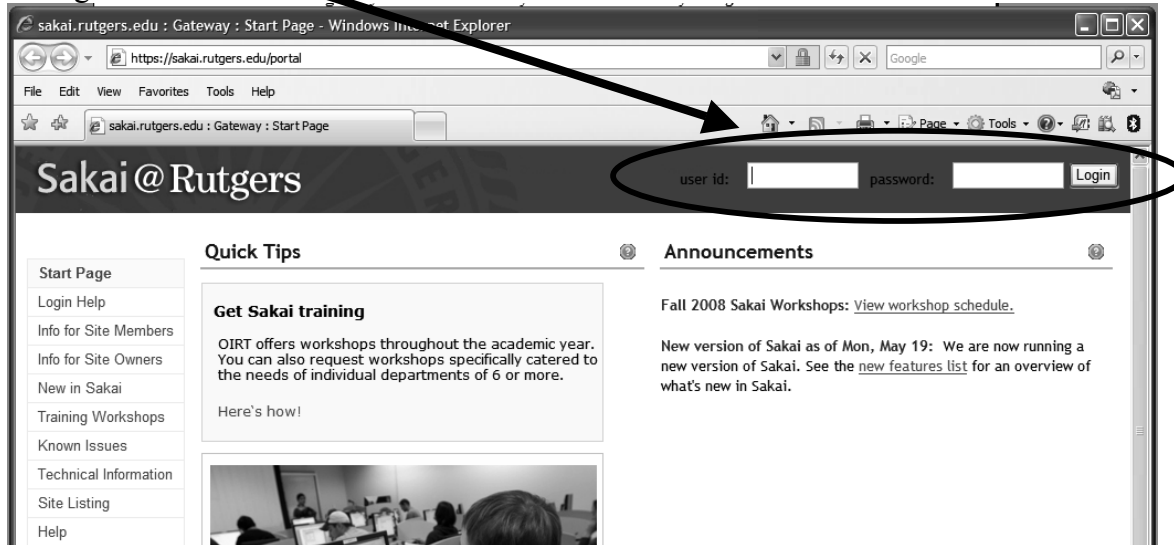 sakai.rutgers.edu : Gateway : Start Page - Windows Internet Explorer
https://sakai.rutgers.edu/portal
Google
File Edit View Favorites Tools Help
sakai.rutgers.edu : Gateway : Start Page
Page Tools
Sakai@Rutgers
user id: password: Login
Start Page
Login Help
Info for Site Members
Info for Site Owners
New in Sakai
Training Workshops
Known Issues
Technical Information
Site Listing
Help
Quick Tips
Get Sakai training
OIRT offers workshops throughout the academic year.
You can also request workshops specifically catered to
the needs of individual departments of 6 or more.
Here's how!
Announcements
Fall 2008 Sakai Workshops: View workshop schedule.
New version of Sakai as of Mon, May 19: We are now running a
new version of Sakai. See the new features list for an overview of
what's new in Sakai.